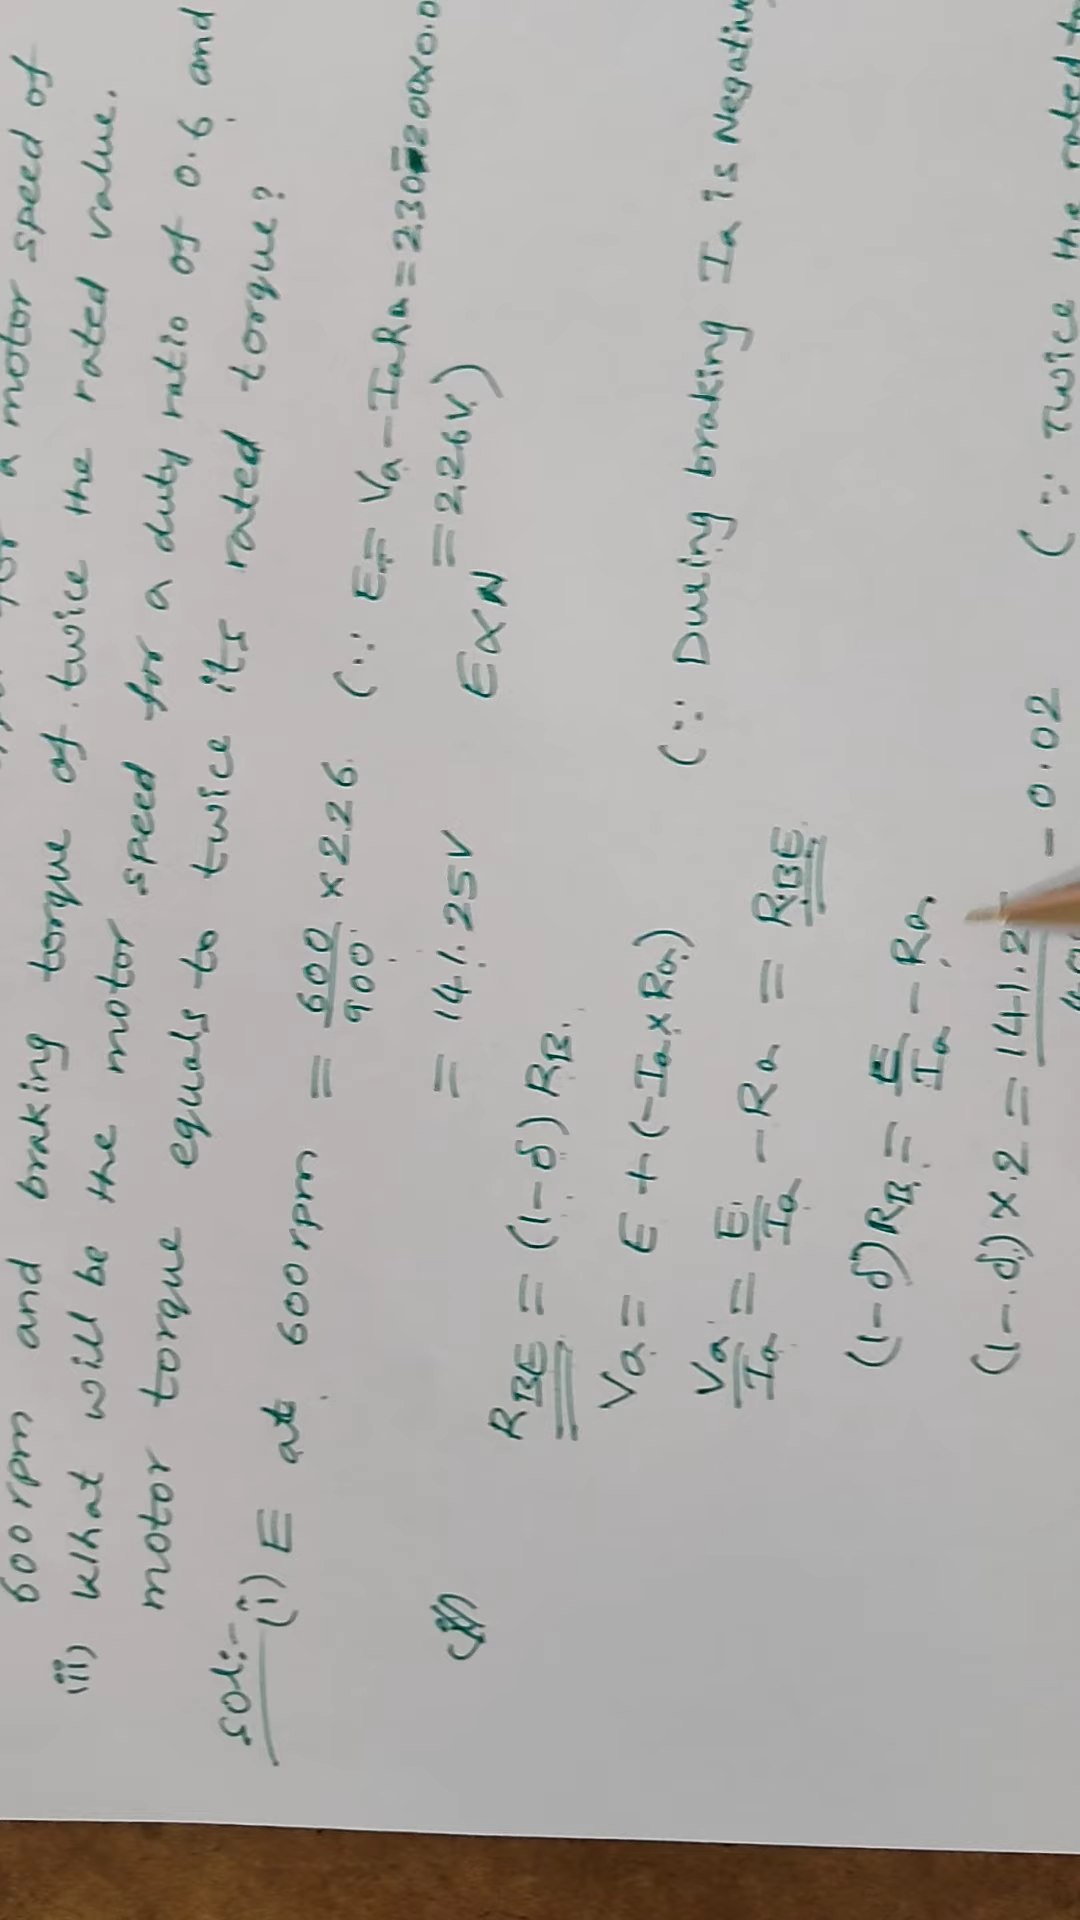 a motor speed of
600 rpm and braking torque of twice the rated value.
iii) What will be the motor speed for a duty ratio of 0.6 and
motor torque equals to twice its rated torque?
Sol:-
(i) E at 600 rpm = 600/900 × 226 (∵ E = Va - IaRa = 230 - 200×0.0
= 141.25V
= 226V)
E∝N
RBE = (1-δ) RB.
Va = E + (-Ia × Ra)
(∵ During braking Ia is Negative
Va/Ia = E/Ia - Ra = RBE
(1-δ)RB = E/Ia - Ra
(1-δ) × 2 = 141.2 - 0.02 (∵ Twice the rated